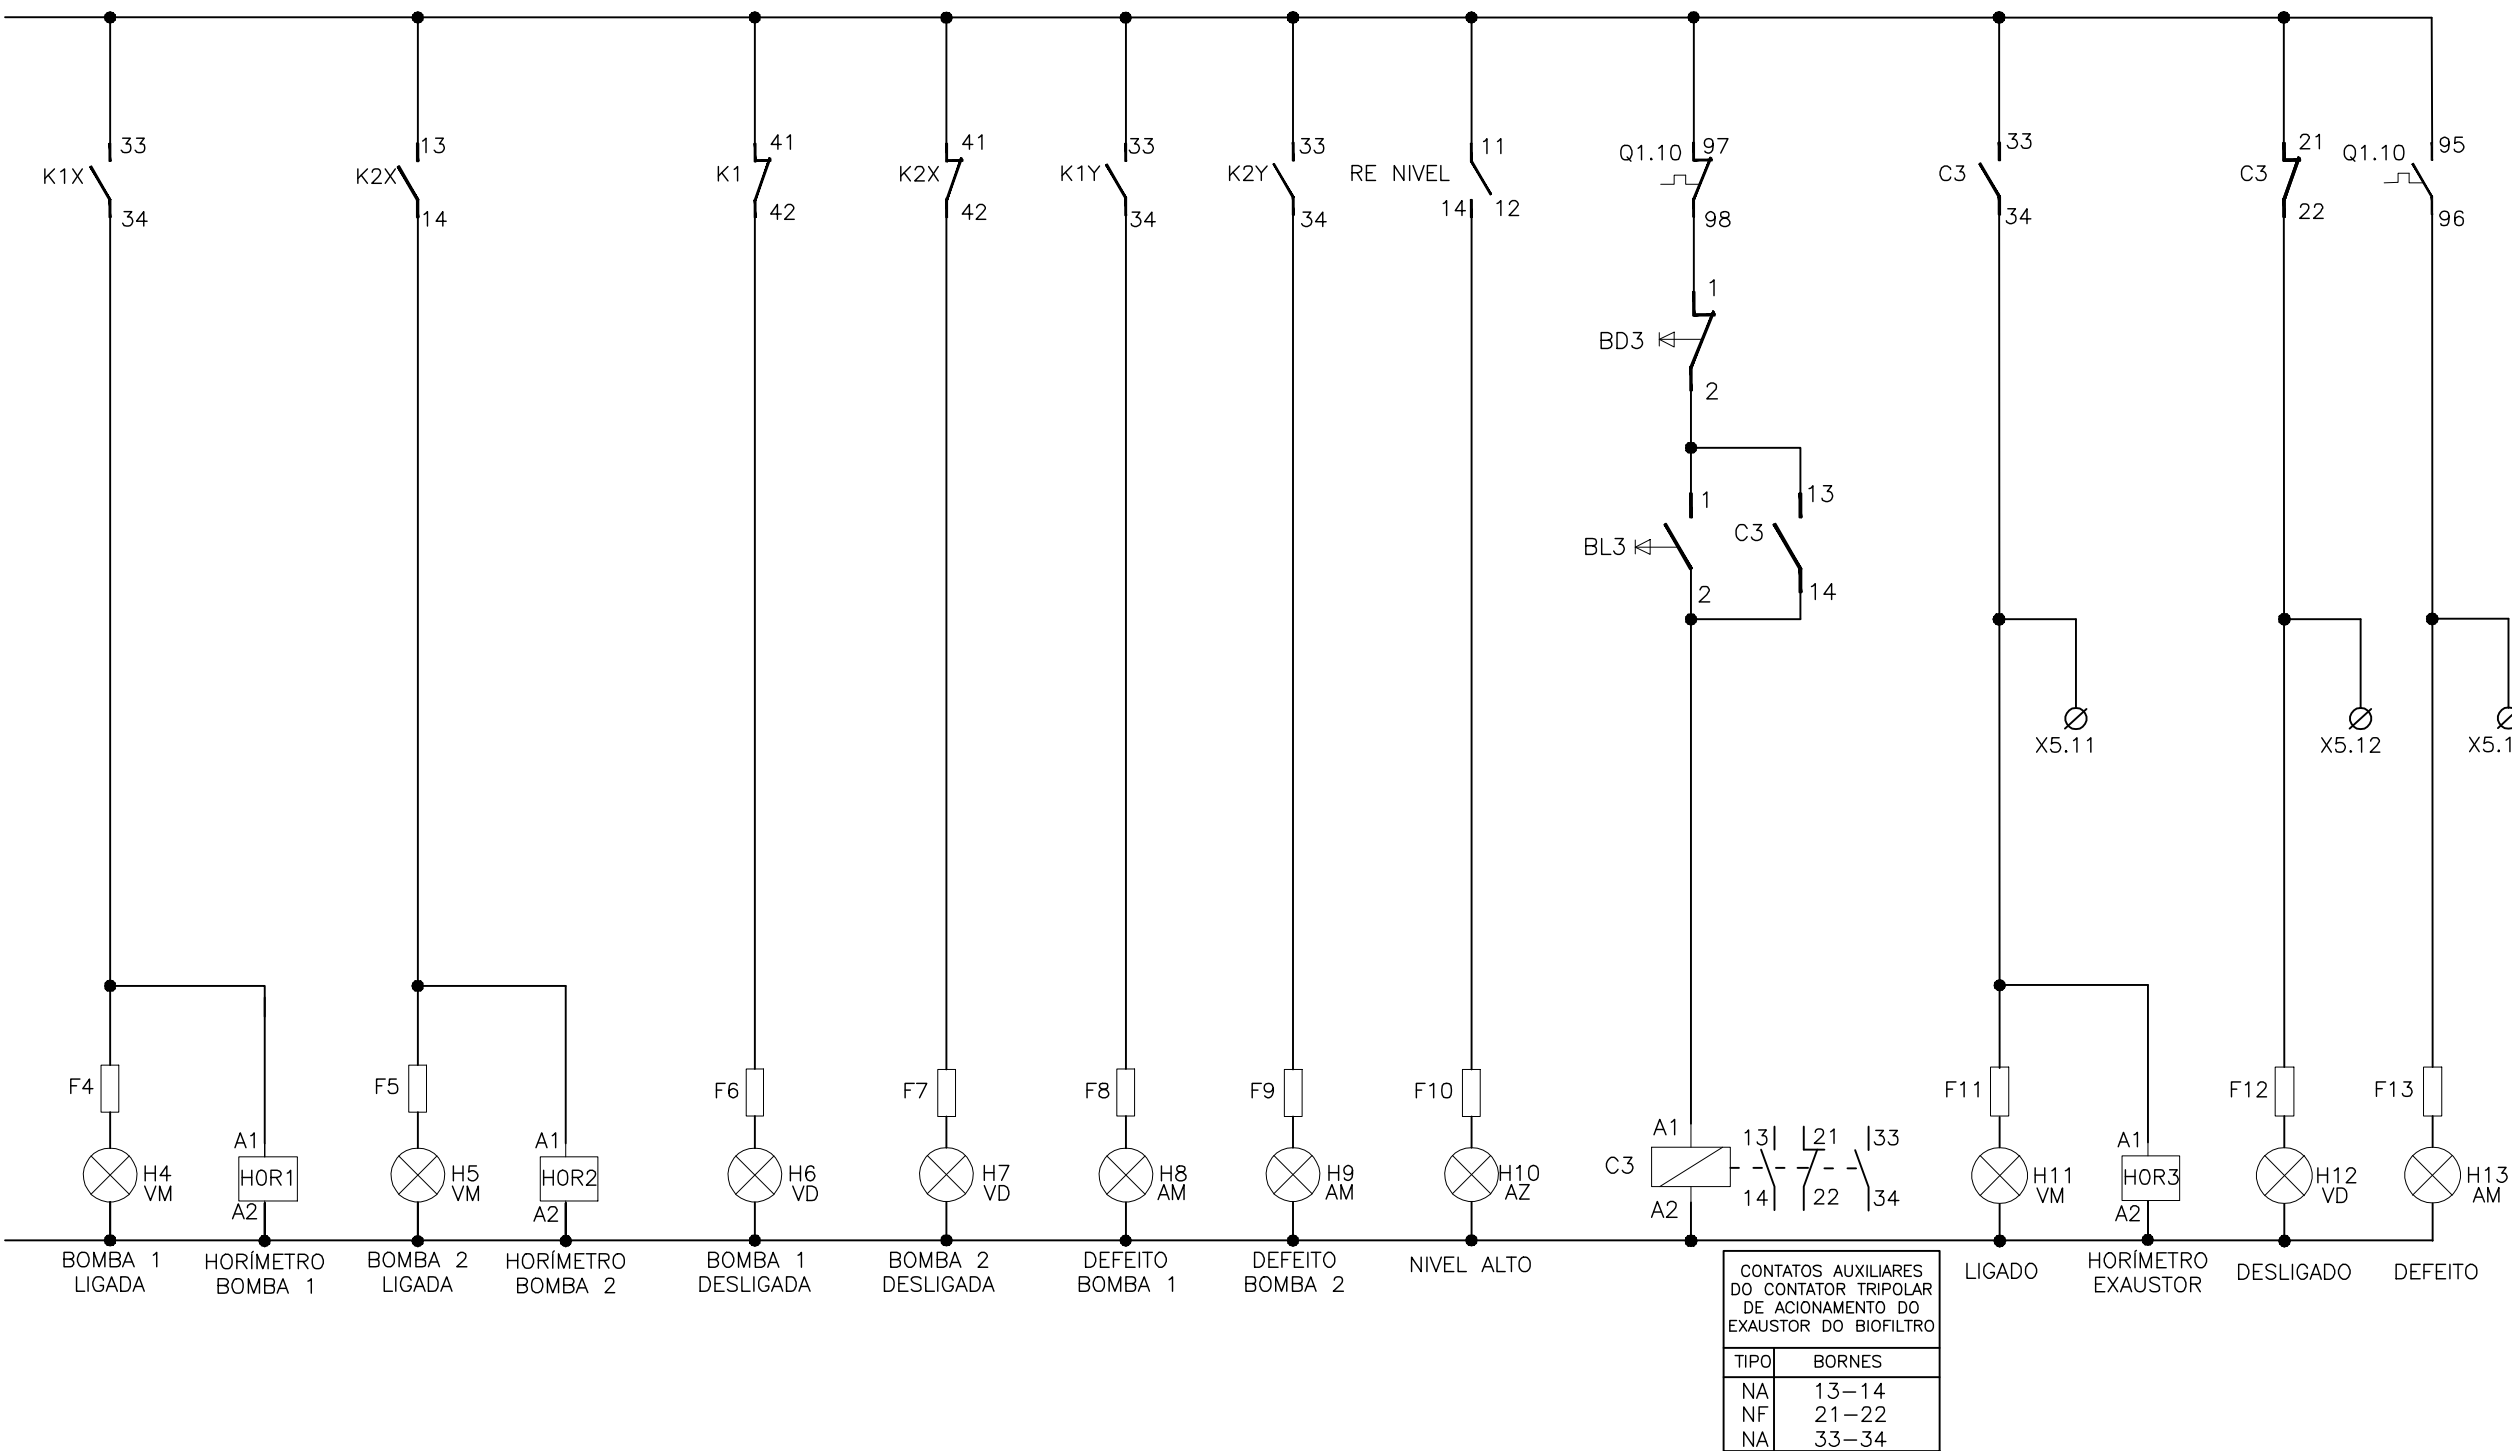 33
K1X
34
13
K2X
14
41
K1
42
41
K2X
42
33
K1Y
34
33
K2Y
34
11
RE NIVEL
14 12
Q1.10 97
98
1
BD3
2
1
BL3
2
13
C3
14
33
C3
34
X5.11
21
C3
22
X5.12
95
Q1.10
96
F4
H4
VM
A1
HOR1
A2
F5
H5
VM
A1
HOR2
A2
F6
H6
VD
F7
H7
VD
F8
H8
AM
F9
H9
AM
F10
H10
AZ
A1
C3
A2
13 21 33
14 22 34
F11
H11
VM
A1
HOR3
A2
F12
H12
VD
F13
H13
AM
BOMBA 1
LIGADA
HORÍMETRO
BOMBA 1
BOMBA 2
LIGADA
HORÍMETRO
BOMBA 2
BOMBA 1
DESLIGADA
BOMBA 2
DESLIGADA
DEFEITO
BOMBA 1
DEFEITO
BOMBA 2
NIVEL ALTO
LIGADO
HORÍMETRO
EXAUSTOR
DESLIGADO
DEFEITO
CONTATOS AUXILIARES
DO CONTATOR TRIPOLAR
DE ACIONAMENTO DO
EXAUSTOR DO BIOFILTRO
TIPO BORNES
NA 13-14
NF 21-22
NA 33-34